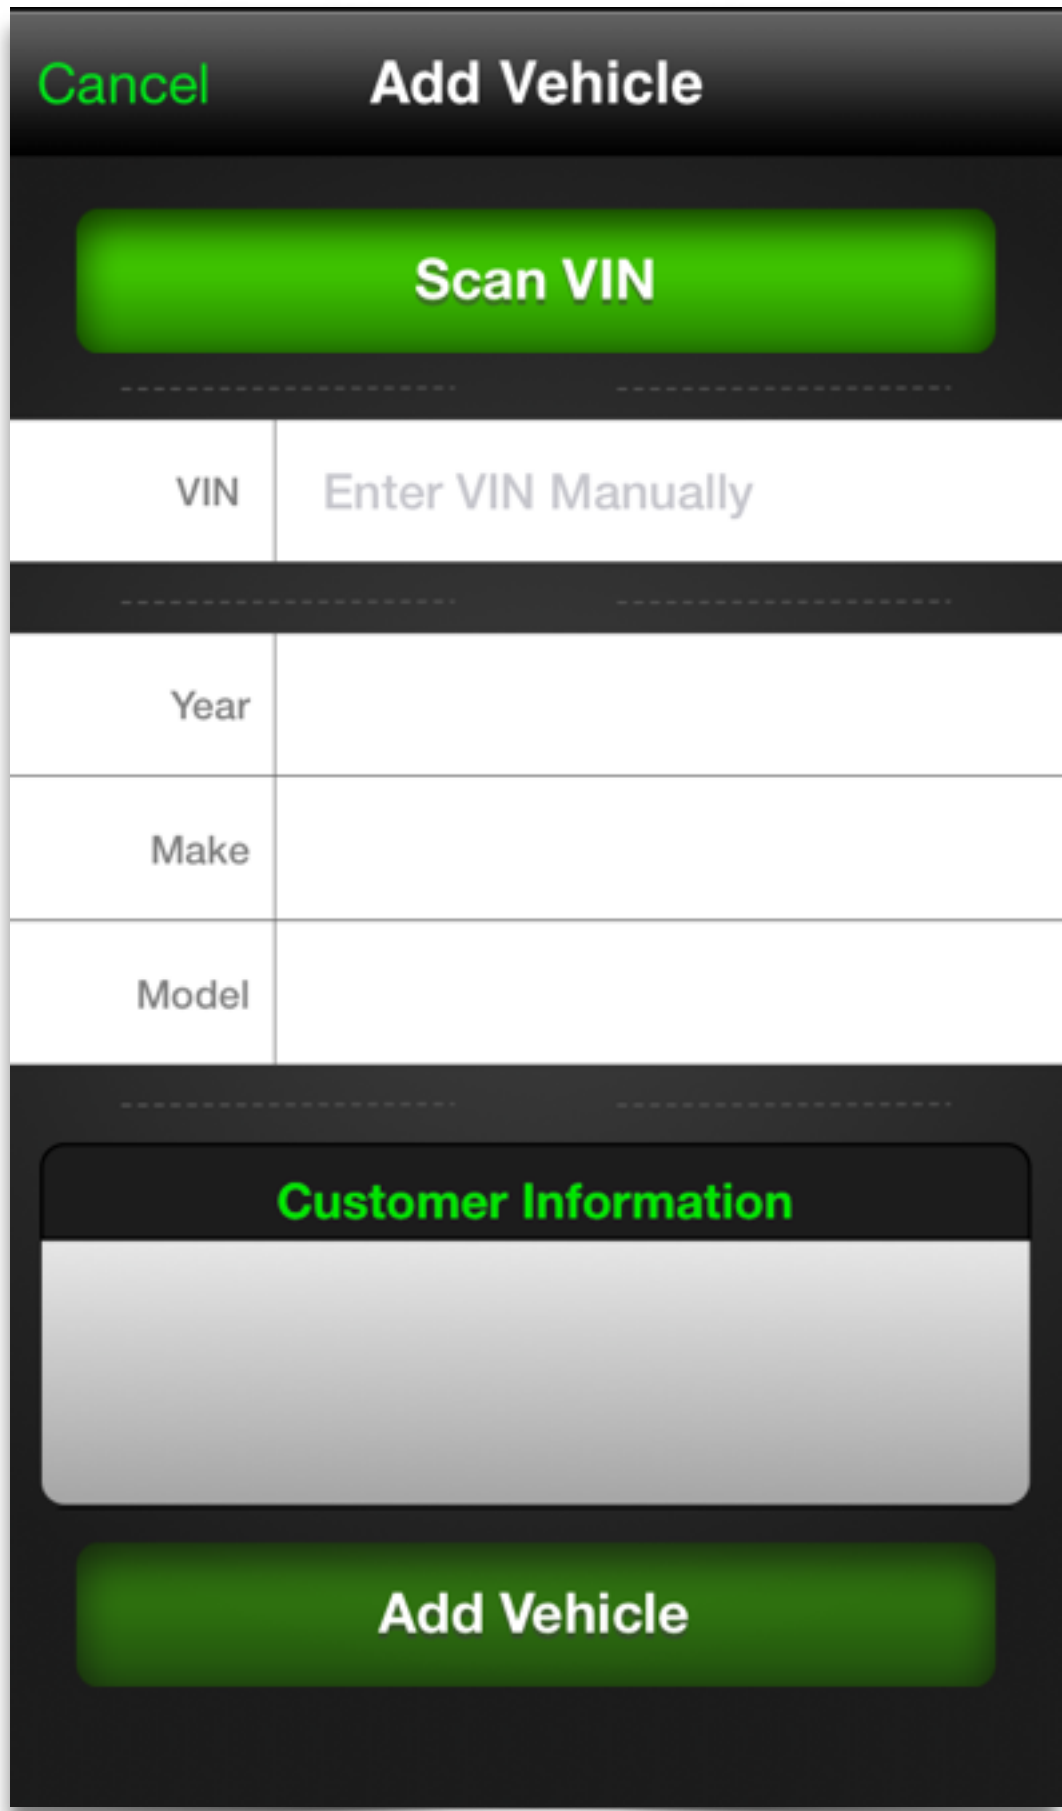 Cancel Add Vehicle
Scan VIN
VIN Enter VIN Manually
Year
Make
Model
Customer Information
Add Vehicle